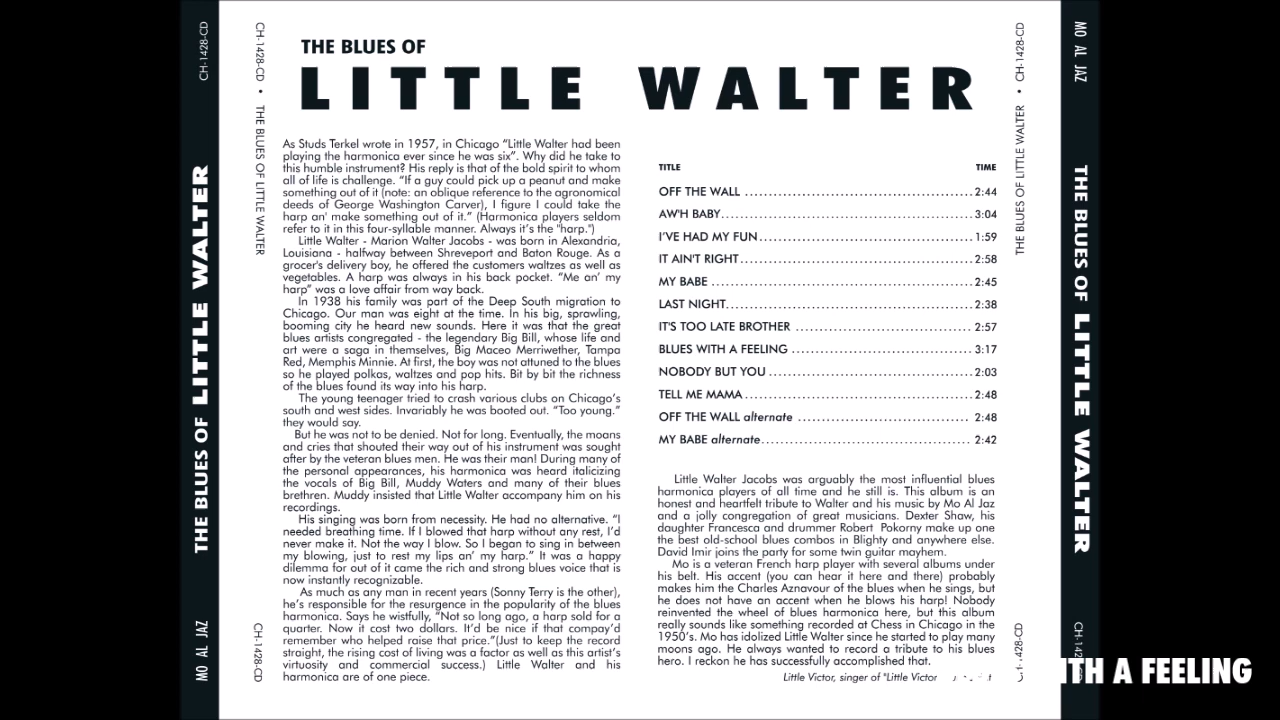 THE BLUES OF
LITTLE WALTER
As Studs Terkel wrote in 1957, in Chicago “Little Walter had been
playing the harmonica ever since he was six”. Why did he take to
this humble instrument? His reply is that of the bold spirit to whom
all of life is challenge. “If a guy could pick up a peanut and make
something out of it (note: an oblique reference to the agronomical
deeds of George Washington Carver), I figure I could take the
harp an' make something out of it.” (Harmonica players seldom
refer to it in this four-syllable manner. Always it’s the "harp.")
Little Walter - Marion Walter Jacobs - was born in Alexandria,
Louisiana - halfway between Shreveport and Baton Rouge. As a
grocer's delivery boy, he offered the customers waltzes as well as
vegetables. A harp was always in his back pocket. “Me an’ my
harp” was a love affair from way back.
In 1938 his family was part of the Deep South migration to
Chicago. Our man was eight at the time. In his big, sprawling,
booming city he heard new sounds. Here it was that the great
blues artists congregated - the legendary Big Bill, whose life and
art were a saga in themselves, Big Maceo Merriwether, Tampa
Red, Memphis Minnie. At first, the boy was not attuned to the blues
so he played polkas, waltzes and pop hits. Bit by bit the richness
of the blues found its way into his harp.
The young teenager tried to crash various clubs on Chicago’s
south and west sides. Invariably he was booted out. “Too young.”
they would say.
But he was not to be denied. Not for long. Eventually, the moans
and cries that shouted their way out of his instrument was sought
after by the veteran blues men. He was their man! During many of
the personal appearances, his harmonica was heard italicizing
the vocals of Big Bill, Muddy Waters and many of their blues
brethren. Muddy insisted that Little Walter accompany him on his
recordings.
His singing was born from necessity. He had no alternative. “I
needed breathing time. If I blowed that harp without any rest, I’d
never make it. Not the way I blow. So I began to sing in between
my blowing, just to rest my lips an’ my harp.” It was a happy
dilemma for out of it came the rich and strong blues voice that is
now instantly recognizable.
As much as any man in recent years (Sonny Terry is the other),
he’s responsible for the resurgence in the popularity of the blues
harmonica. Says he wistfully, “Not so long ago, a harp sold for a
quarter. Now it cost two dollars. It’d be nice if that compay’d
remember who helped raise that price.”(Just to keep the record
straight, the rising cost of living was a factor as well as this artist’s
virtuosity and commercial success.) Little Walter and his
harmonica are of one piece.
TITLE TIME
OFF THE WALL 2:44
AW'H BABY 3:04
I’VE HAD MY FUN 1:59
IT AIN'T RIGHT 2:58
MY BABE 2:45
LAST NIGHT 2:38
IT'S TOO LATE BROTHER 2:57
BLUES WITH A FEELING 3:17
NOBODY BUT YOU 2:03
TELL ME MAMA 2:48
OFF THE WALL alternate 2:48
MY BABE alternate 2:42
Little Walter Jacobs was arguably the most influential blues
harmonica players of all time and he still is. This album is an
honest and heartfelt tribute to Walter and his music by Mo Al Jaz
and a jolly congregation of great musicians. Dexter Shaw, his
daughter Francesca and drummer Robert Pokorny make up one
the best old-school blues combos in Blighty and anywhere else.
David Imir joins the party for some twin guitar mayhem.
Mo is a veteran French harp player with several albums under
his belt. His accent (you can hear it here and there) probably
makes him the Charles Aznavour of the blues when he sings, but
he does not have an accent when he blows his harp! Nobody
reinvented the wheel of blues harmonica here, but this album
really sounds like something recorded at Chess in Chicago in the
1950’s. Mo has idolized Little Walter since he started to play many
moons ago. He always wanted to record a tribute to his blues
hero. I reckon he has successfully accomplished that.
Little Victor, singer of "Little Victor
MO AL JAZ THE BLUES OF LITTLE WALTER CH-1428-CD
CH-1428-CD • THE BLUES OF LITTLE WALTER
CH-1428-CD
THE BLUES OF LITTLE WALTER • CH-1428-CD
MO AL JAZ THE BLUES OF LITTLE WALTER
ITH A FEELING